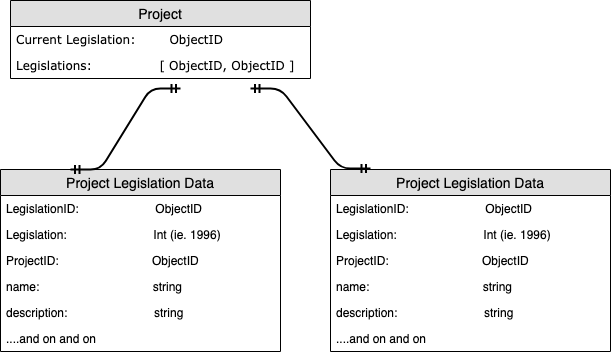 Project
Current Legislation: ObjectID
Legislations: [ ObjectID, ObjectID ]
Project Legislation Data
LegislationID: ObjectID
Legislation: Int (ie. 1996)
ProjectID: ObjectID
name: string
description: string
....and on and on
Project Legislation Data
LegislationID: ObjectID
Legislation: Int (ie. 1996)
ProjectID: ObjectID
name: string
description: string
....and on and on